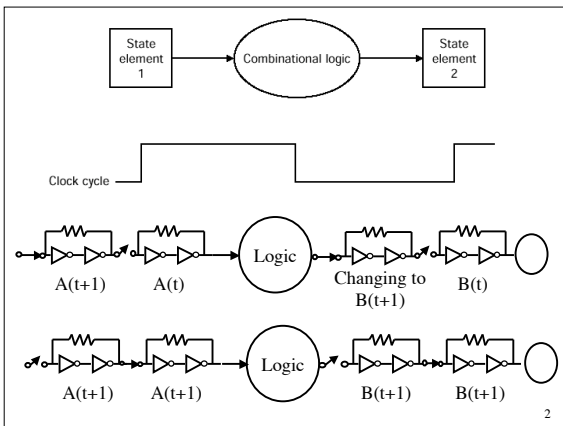 State
element
1
Combinational logic
State
element
2
Clock cycle
Logic
A(t+1)
A(t)
Changing to
B(t+1)
B(t)
Logic
A(t+1)
A(t+1)
B(t+1)
B(t+1)
2